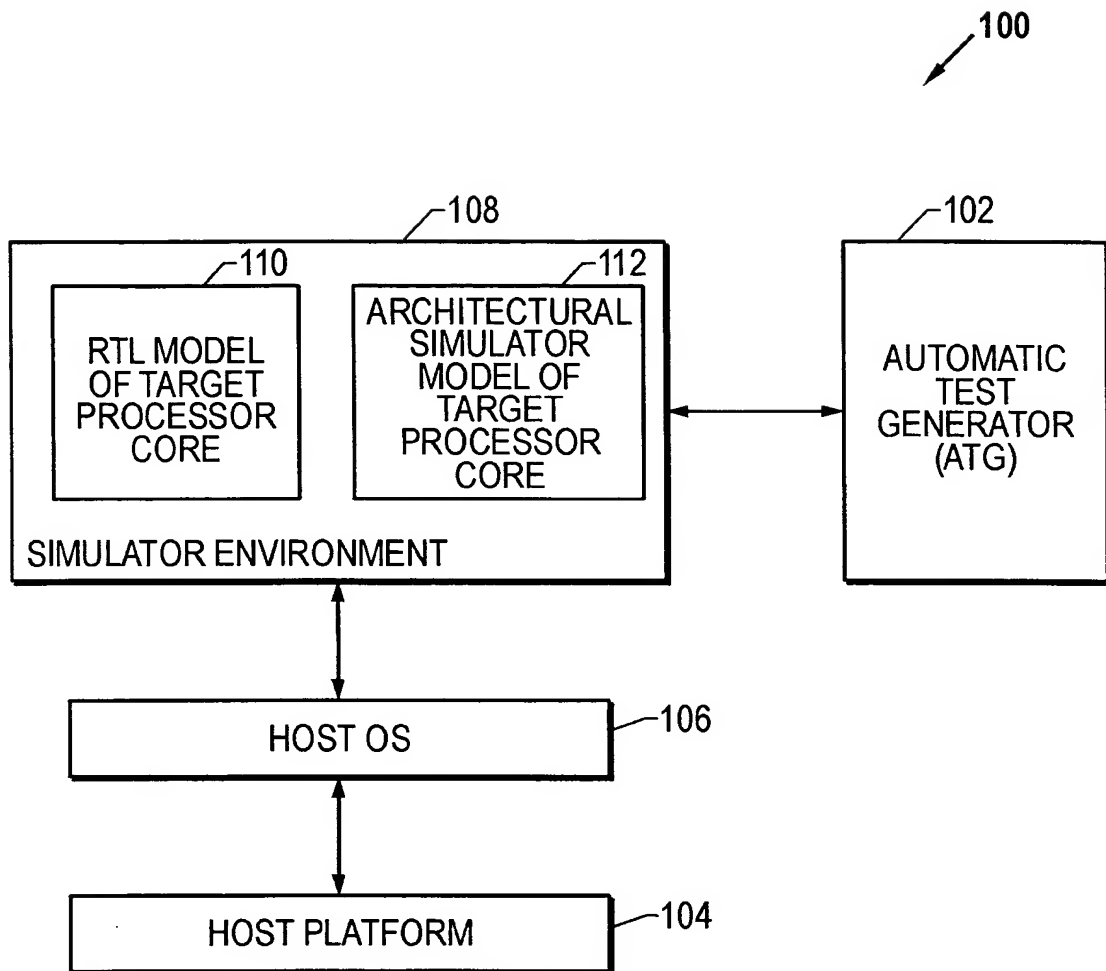 100
108
102
110
112
RTL MODEL
OF TARGET
PROCESSOR
CORE
ARCHITECTURAL
SIMULATOR
MODEL OF
TARGET
PROCESSOR
CORE
SIMULATOR ENVIRONMENT
AUTOMATIC
TEST
GENERATOR
(ATG)
HOST OS
106
HOST PLATFORM
104